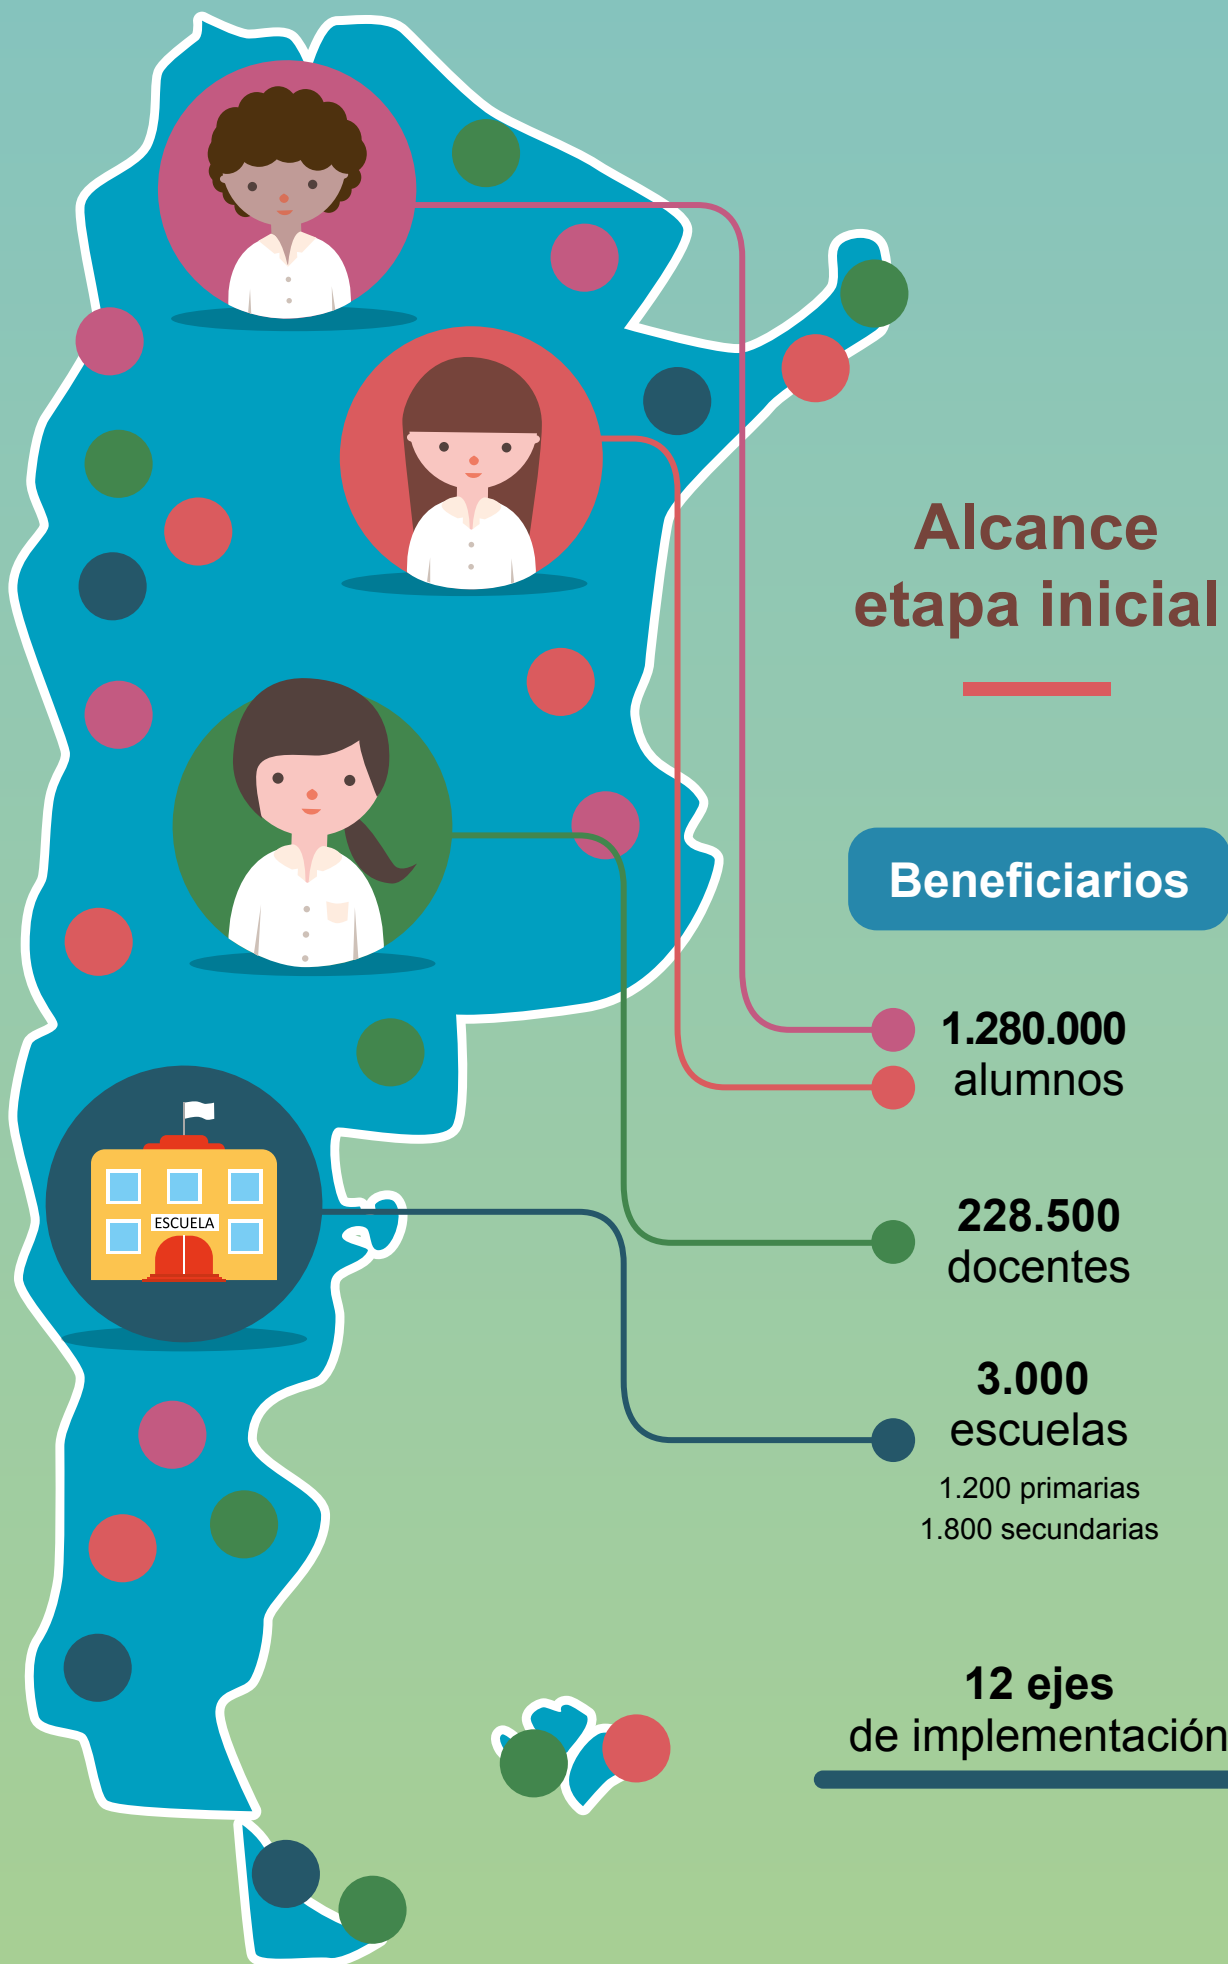 Alcance
etapa inicial
Beneficiarios
1.280.000
alumnos
228.500
docentes
ESCUELA
3.000
escuelas
1.200 primarias
1.800 secundarias
12 ejes
de implementación